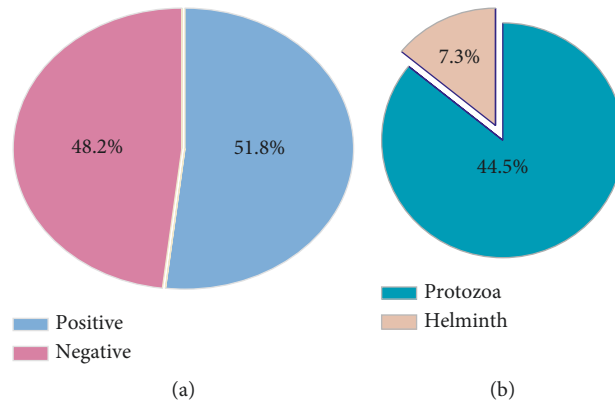 48.2%
51.8%
Positive
Negative
(a)
7.3%
44.5%
Protozoa
Helminth
(b)